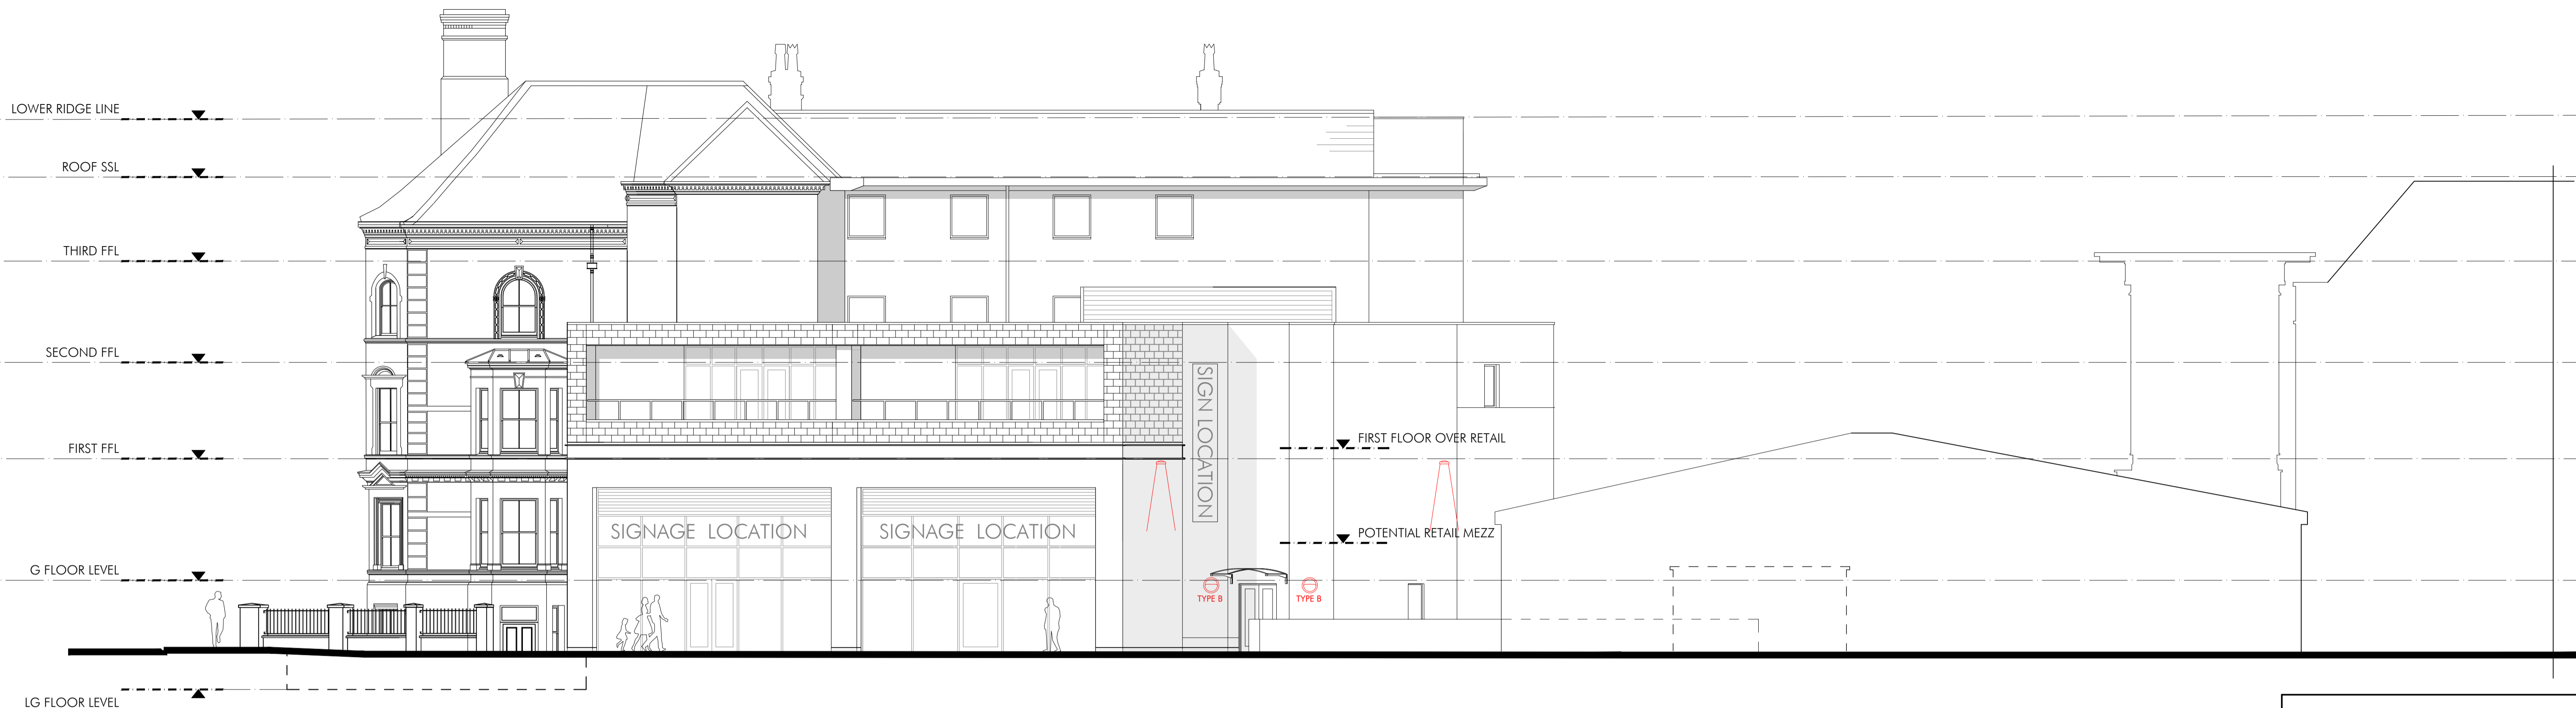 LOWER RIDGE LINE
ROOF SSL
THIRD FFL
SECOND FFL
SIGN LOCATION
FIRST FFL
FIRST FLOOR OVER RETAIL
SIGNAGE LOCATION
SIGNAGE LOCATION
POTENTIAL RETAIL MEZZ
G FLOOR LEVEL
TYPE B
TYPE B
LG FLOOR LEVEL